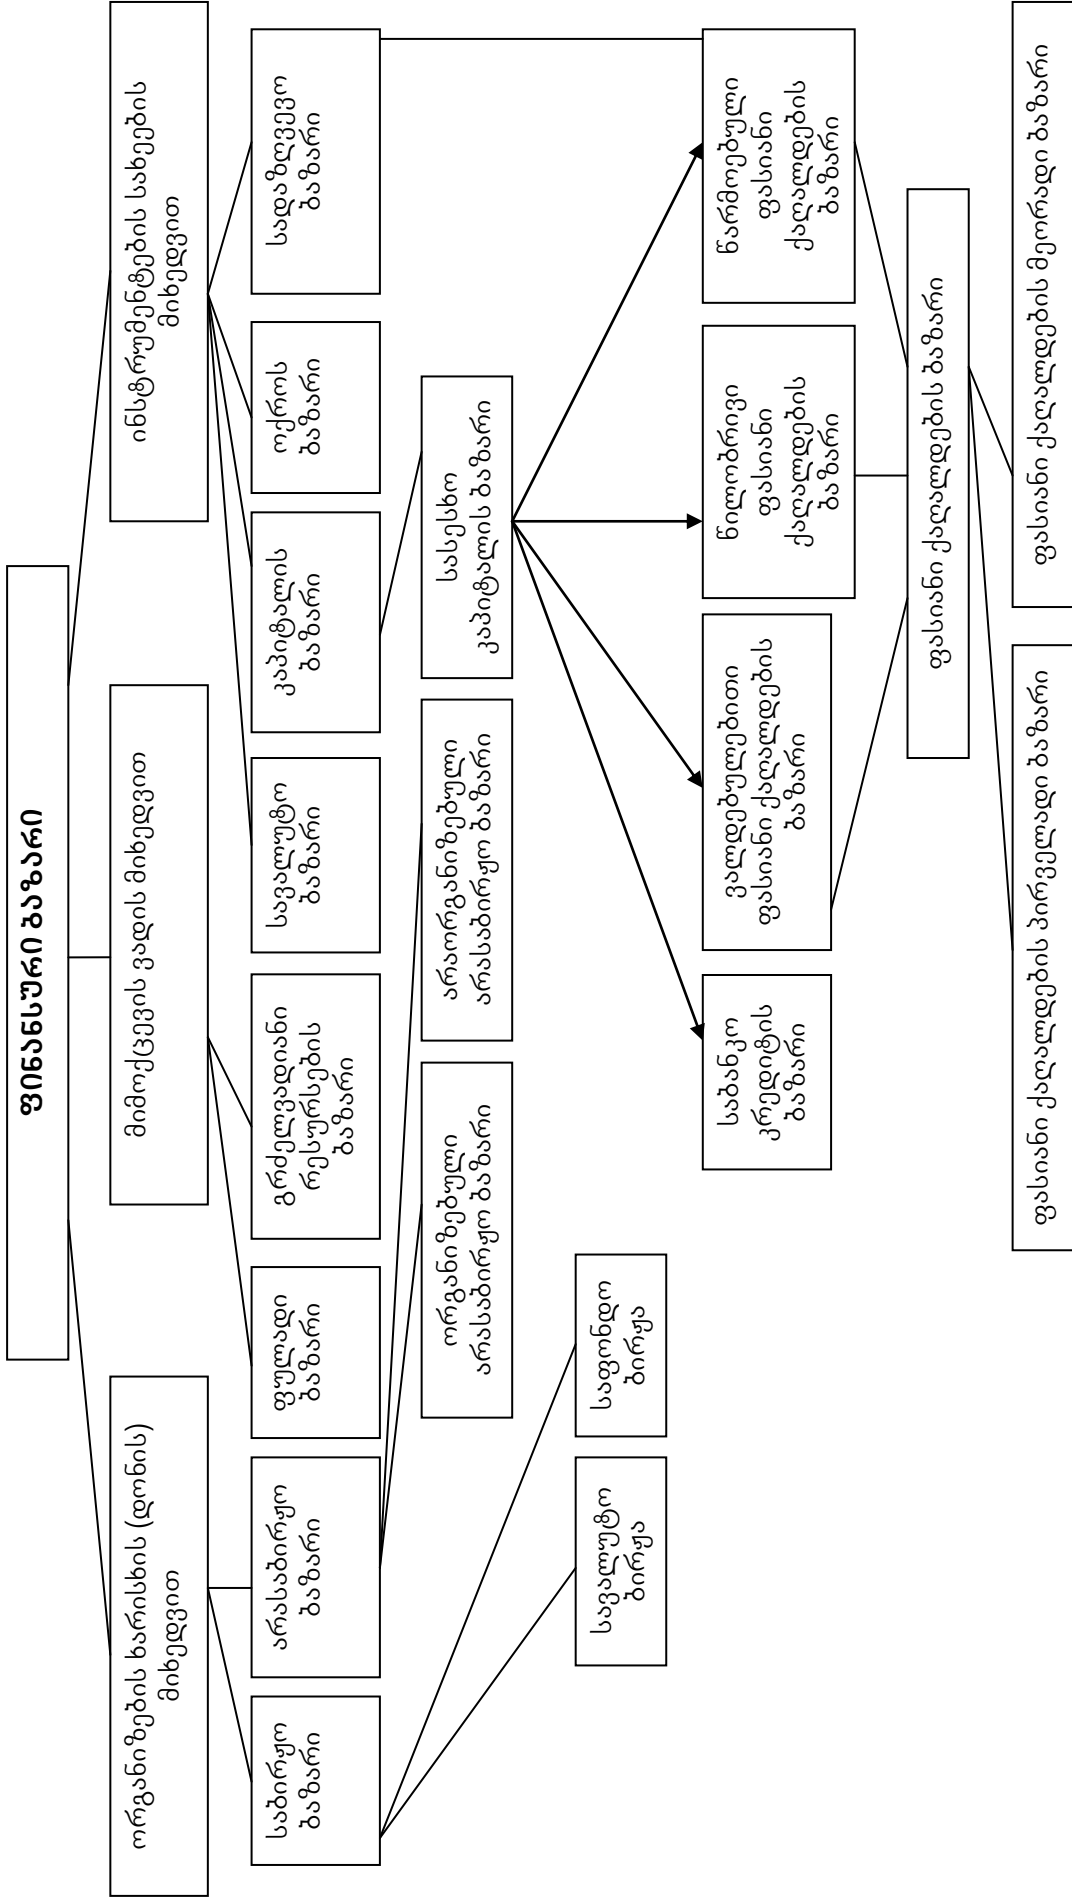 ფინანსური ბაზარი
ორგანიზების ხარისხის (დონის)
მიხედვით
მიმოქცევის ვადის მიხედვით
ინსტრუმენტების სახეების
მიხედვით
საბირჟო
ბაზარი
არასაბირჟო
ბაზარი
ფულადი
ბაზარი
გრძელვადიანი
რესურსების
ბაზარი
სავალუტო
ბაზარი
კაპიტალის
ბაზარი
ოქროს
ბაზარი
სადაზღვევო
ბაზარი
ორგანიზებული
არასაბირჟო ბაზარი
არაორგანიზებული
არასაბირჟო ბაზარი
სასესხო
კაპიტალის ბაზარი
სავალუტო
ბირჟა
საფონდო
ბირჟა
საბანკო
კრედიტის
ბაზარი
ვალდებულებითი
ფასიანი ქაღალდების
ბაზარი
წილობრივი
ფასიანი
ქაღალდების
ბაზარი
წარმოებული
ფასიანი
ქაღალდების
ბაზარი
ფასიანი ქაღალდების ბაზარი
ფასიანი ქაღალდების პირველადი ბაზარი
ფასიანი ქაღალდების მეორადი ბაზარი